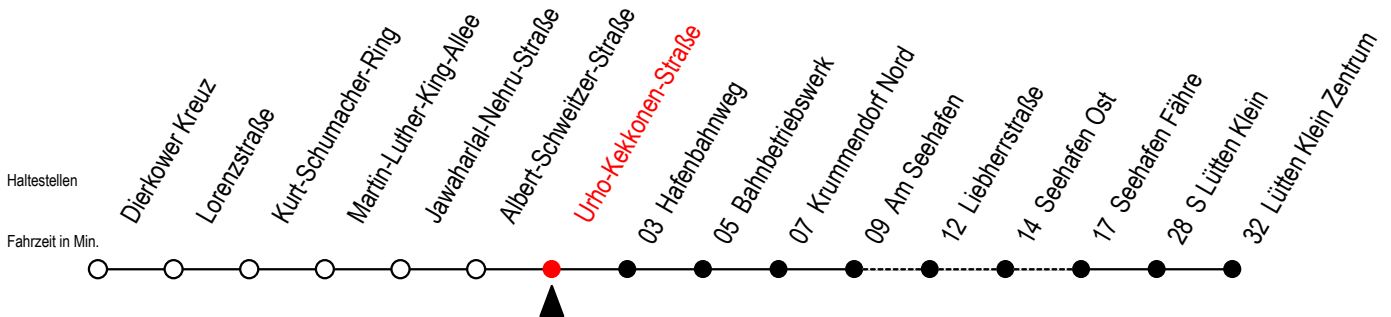 Haltestellen
Fahrzeit in Min.
Dierkower Kreuz
Lorenzstraße
Kurt-Schumacher-Ring
Martin-Luther-King-Allee
Jawaharlal-Nehru-Straße
Albert-Schweitzer-Straße
Urho-Kekkonen-Straße
03 Hafenbahnweg
05 Bahnbetriebswerk
07 Krummendorf Nord
09 Am Seehafen
12 Liebherrstraße
14 Seehafen Ost
17 Seehafen Fähre
28 S Lütten Klein
32 Lütten Klein Zentrum